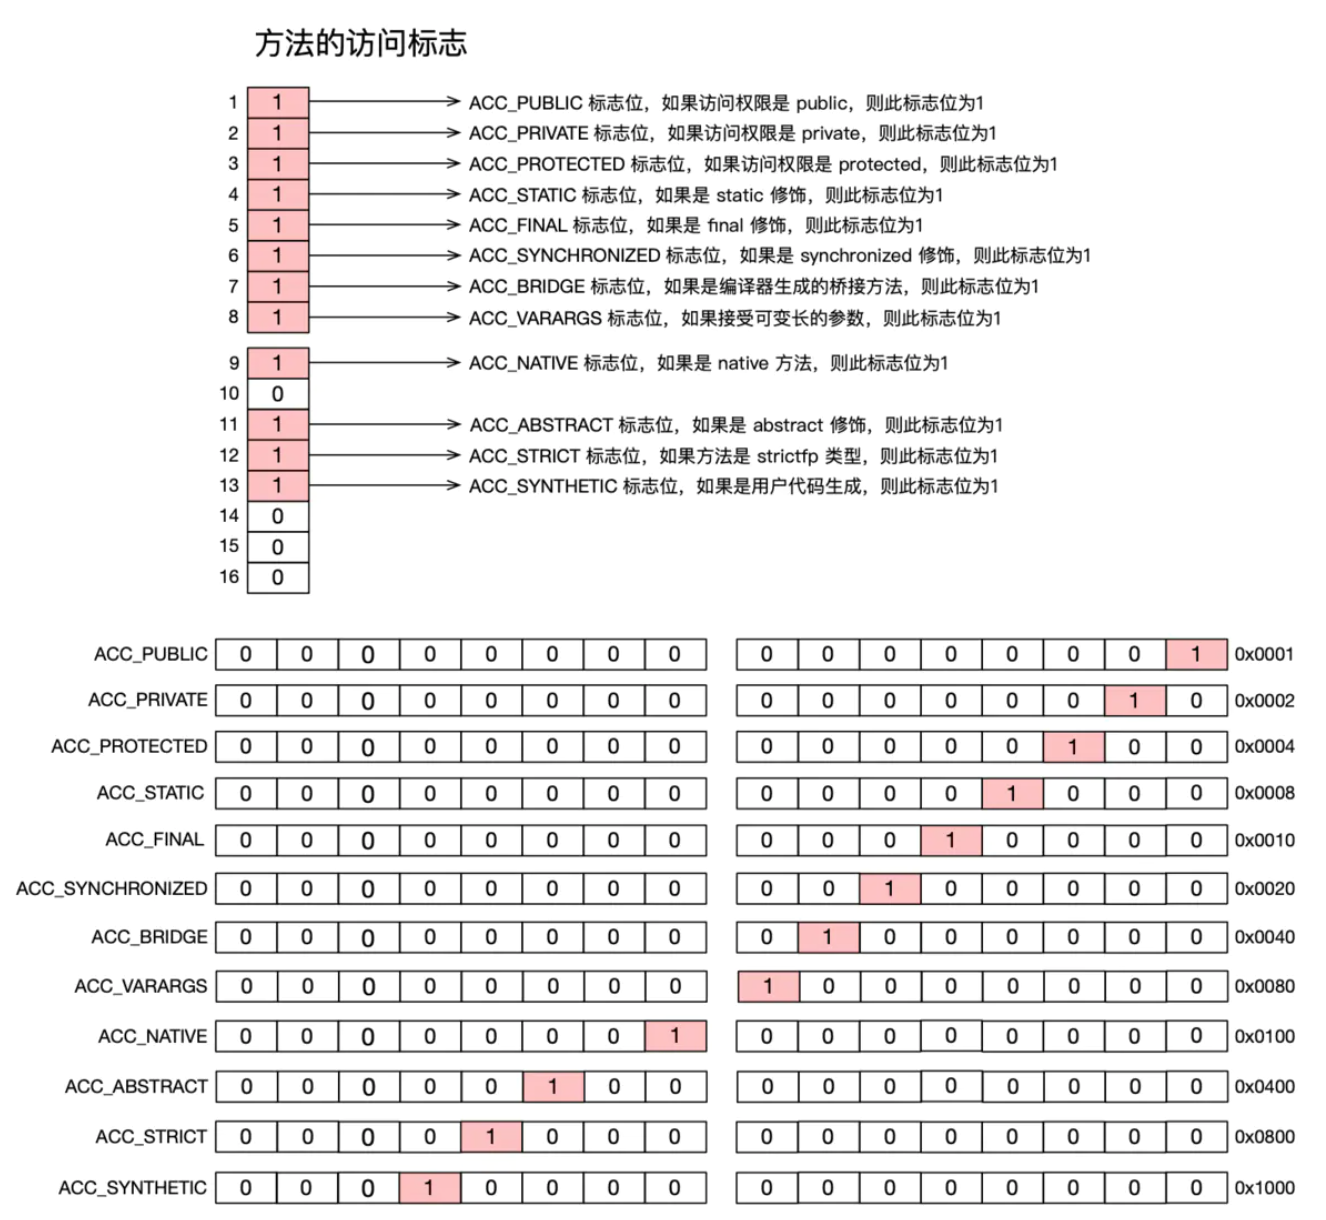 方法的访问标志
1 1 ACC_PUBLIC 标志位，如果访问权限是 public，则此标志位为1
2 1 ACC_PRIVATE 标志位，如果访问权限是 private，则此标志位为1
3 1 ACC_PROTECTED 标志位，如果访问权限是 protected，则此标志位为1
4 1 ACC_STATIC 标志位，如果是 static 修饰，则此标志位为1
5 1 ACC_FINAL 标志位，如果是 final 修饰，则此标志位为1
6 1 ACC_SYNCHRONIZED 标志位，如果是 synchronized 修饰，则此标志位为1
7 1 ACC_BRIDGE 标志位，如果是编译器生成的桥接方法，则此标志位为1
8 1 ACC_VARARGS 标志位，如果接受可变长的参数，则此标志位为1
9 1 ACC_NATIVE 标志位，如果是 native 方法，则此标志位为1
10 0
11 1 ACC_ABSTRACT 标志位，如果是 abstract 修饰，则此标志位为1
12 1 ACC_STRICT 标志位，如果方法是 strictfp 类型，则此标志位为1
13 1 ACC_SYNTHETIC 标志位，如果是用户代码生成，则此标志位为1
14 0
15 0
16 0
ACC_PUBLIC 0 0 0 0 0 0 0 0 0 0 0 0 0 0 0 1 0x0001
ACC_PRIVATE 0 0 0 0 0 0 0 0 0 0 0 0 0 0 1 0 0x0002
ACC_PROTECTED 0 0 0 0 0 0 0 0 0 0 0 0 0 1 0 0 0x0004
ACC_STATIC 0 0 0 0 0 0 0 0 0 0 0 0 1 0 0 0 0x0008
ACC_FINAL 0 0 0 0 0 0 0 0 0 0 0 1 0 0 0 0 0x0010
ACC_SYNCHRONIZED 0 0 0 0 0 0 0 0 0 0 1 0 0 0 0 0 0x0020
ACC_BRIDGE 0 0 0 0 0 0 0 0 0 1 0 0 0 0 0 0 0x0040
ACC_VARARGS 0 0 0 0 0 0 0 0 1 0 0 0 0 0 0 0 0x0080
ACC_NATIVE 0 0 0 0 0 0 0 1 0 0 0 0 0 0 0 0 0x0100
ACC_ABSTRACT 0 0 0 0 0 1 0 0 0 0 0 0 0 0 0 0 0x0400
ACC_STRICT 0 0 0 0 1 0 0 0 0 0 0 0 0 0 0 0 0x0800
ACC_SYNTHETIC 0 0 0 1 0 0 0 0 0 0 0 0 0 0 0 0 0x1000